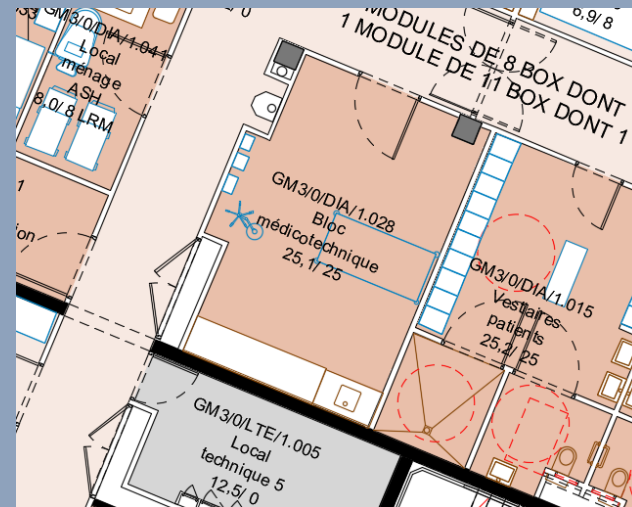 / 0
6,9/ 8
MODULES DE 8 BOX DONT
1 MODULE DE 11 BOX DONT 1
GM3/0/DIA/1.041
Local
ménage
ASH
8,0/ 8 LRM
GM3/0/DIA/1.028
Bloc
médicotechnique
25,1/ 25
GM3/0/DIA/1.015
Vestiaires
patients
25,2/ 25
1
ion
GM3/0/LTE/1.005
Local
technique 5
12,5/ 0